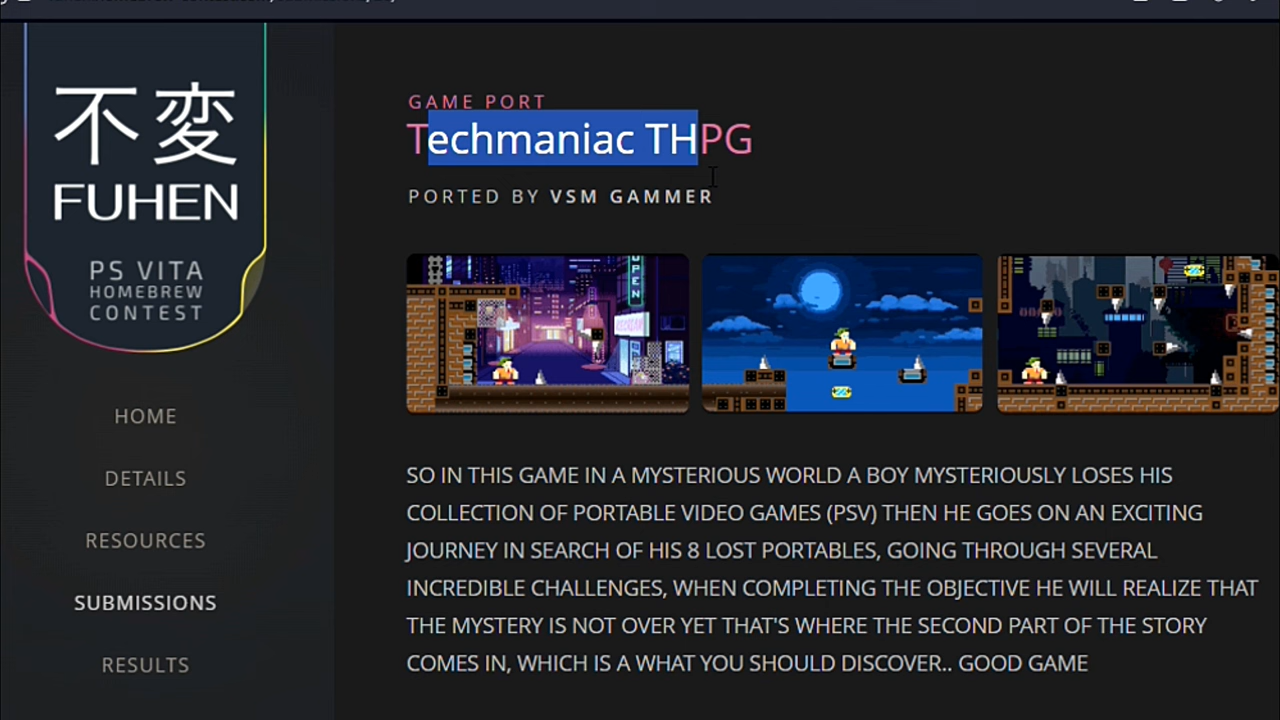 不変
FUHEN
PS VITA
HOMEBREW
CONTEST
HOME
DETAILS
RESOURCES
SUBMISSIONS
RESULTS
GAME PORT
Techmaniac THPG
PORTED BY VSM GAMMER
SO IN THIS GAME IN A MYSTERIOUS WORLD A BOY MYSTERIOUSLY LOSES HIS
COLLECTION OF PORTABLE VIDEO GAMES (PSV) THEN HE GOES ON AN EXCITING
JOURNEY IN SEARCH OF HIS 8 LOST PORTABLES, GOING THROUGH SEVERAL
INCREDIBLE CHALLENGES, WHEN COMPLETING THE OBJECTIVE HE WILL REALIZE THAT
THE MYSTERY IS NOT OVER YET THAT'S WHERE THE SECOND PART OF THE STORY
COMES IN, WHICH IS A WHAT YOU SHOULD DISCOVER.. GOOD GAME